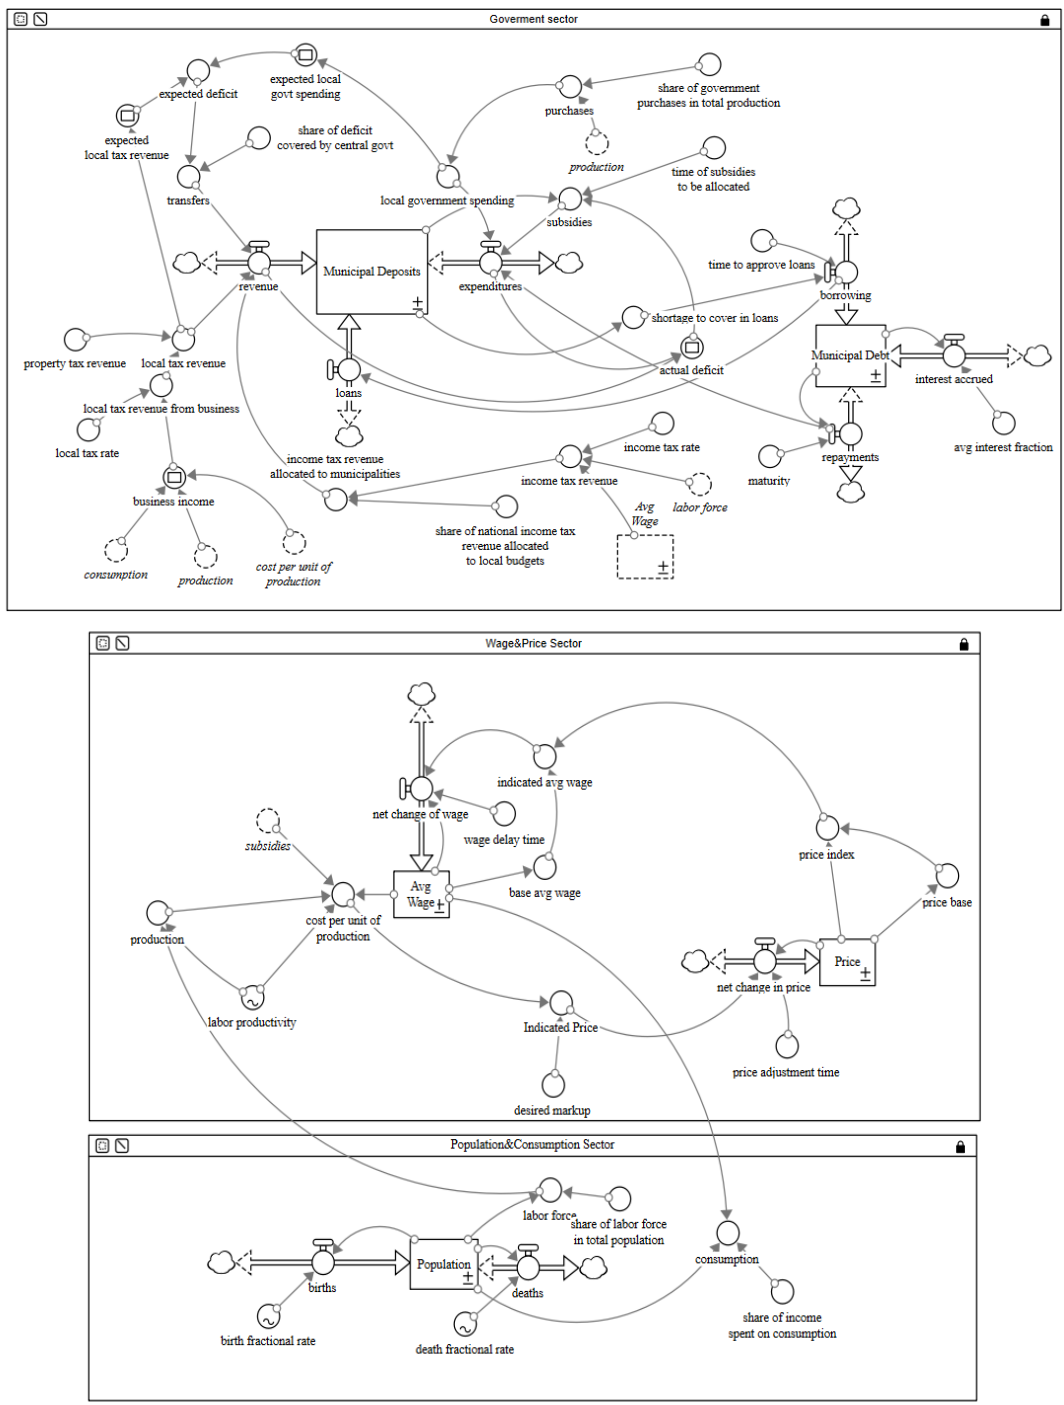 Goverment sector
expected local
govt spending
expected deficit
share of government
purchases in total production
purchases
expected
local tax revenue
share of deficit
covered by central govt
production
time of subsidies
to be allocated
transfers
local government spending
subsidies
Municipal Deposits
time to approve loans
revenue
expenditures
borrowing
shortage to cover in loans
property tax revenue
local tax revenue
actual deficit
Municipal Debt
interest accrued
loans
local tax revenue from business
local tax rate
income tax revenue
allocated to municipalities
income tax rate
avg interest fraction
repayments
income tax revenue
maturity
business income
Avg
Wage
labor force
share of national income tax
revenue allocated
to local budgets
consumption
production
cost per unit of
production
Wage&Price Sector
indicated avg wage
net change of wage
wage delay time
subsidies
price index
Avg
Wage
base avg wage
price base
cost per unit of
production
production
Price
net change in price
labor productivity
Indicated Price
price adjustment time
desired markup
Population&Consumption Sector
labor force
share of labor force
in total population
Population
consumption
births
deaths
share of income
spent on consumption
birth fractional rate
death fractional rate